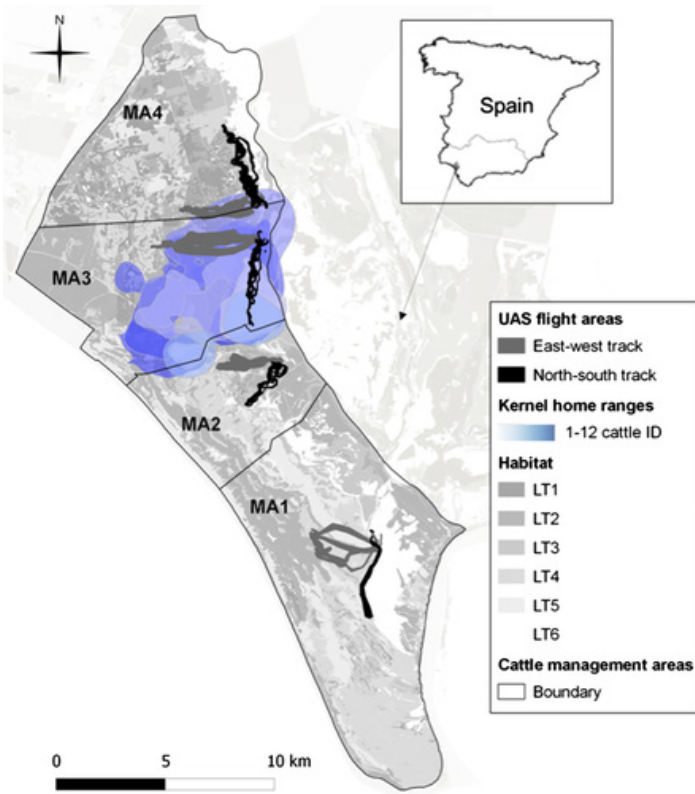 N
MA4
Spain
MA3
MA2
MA1
UAS flight areas
East-west track
North-south track
Kernel home ranges
1-12 cattle ID
Habitat
LT1
LT2
LT3
LT4
LT5
LT6
Cattle management areas
Boundary
0 5 10 km